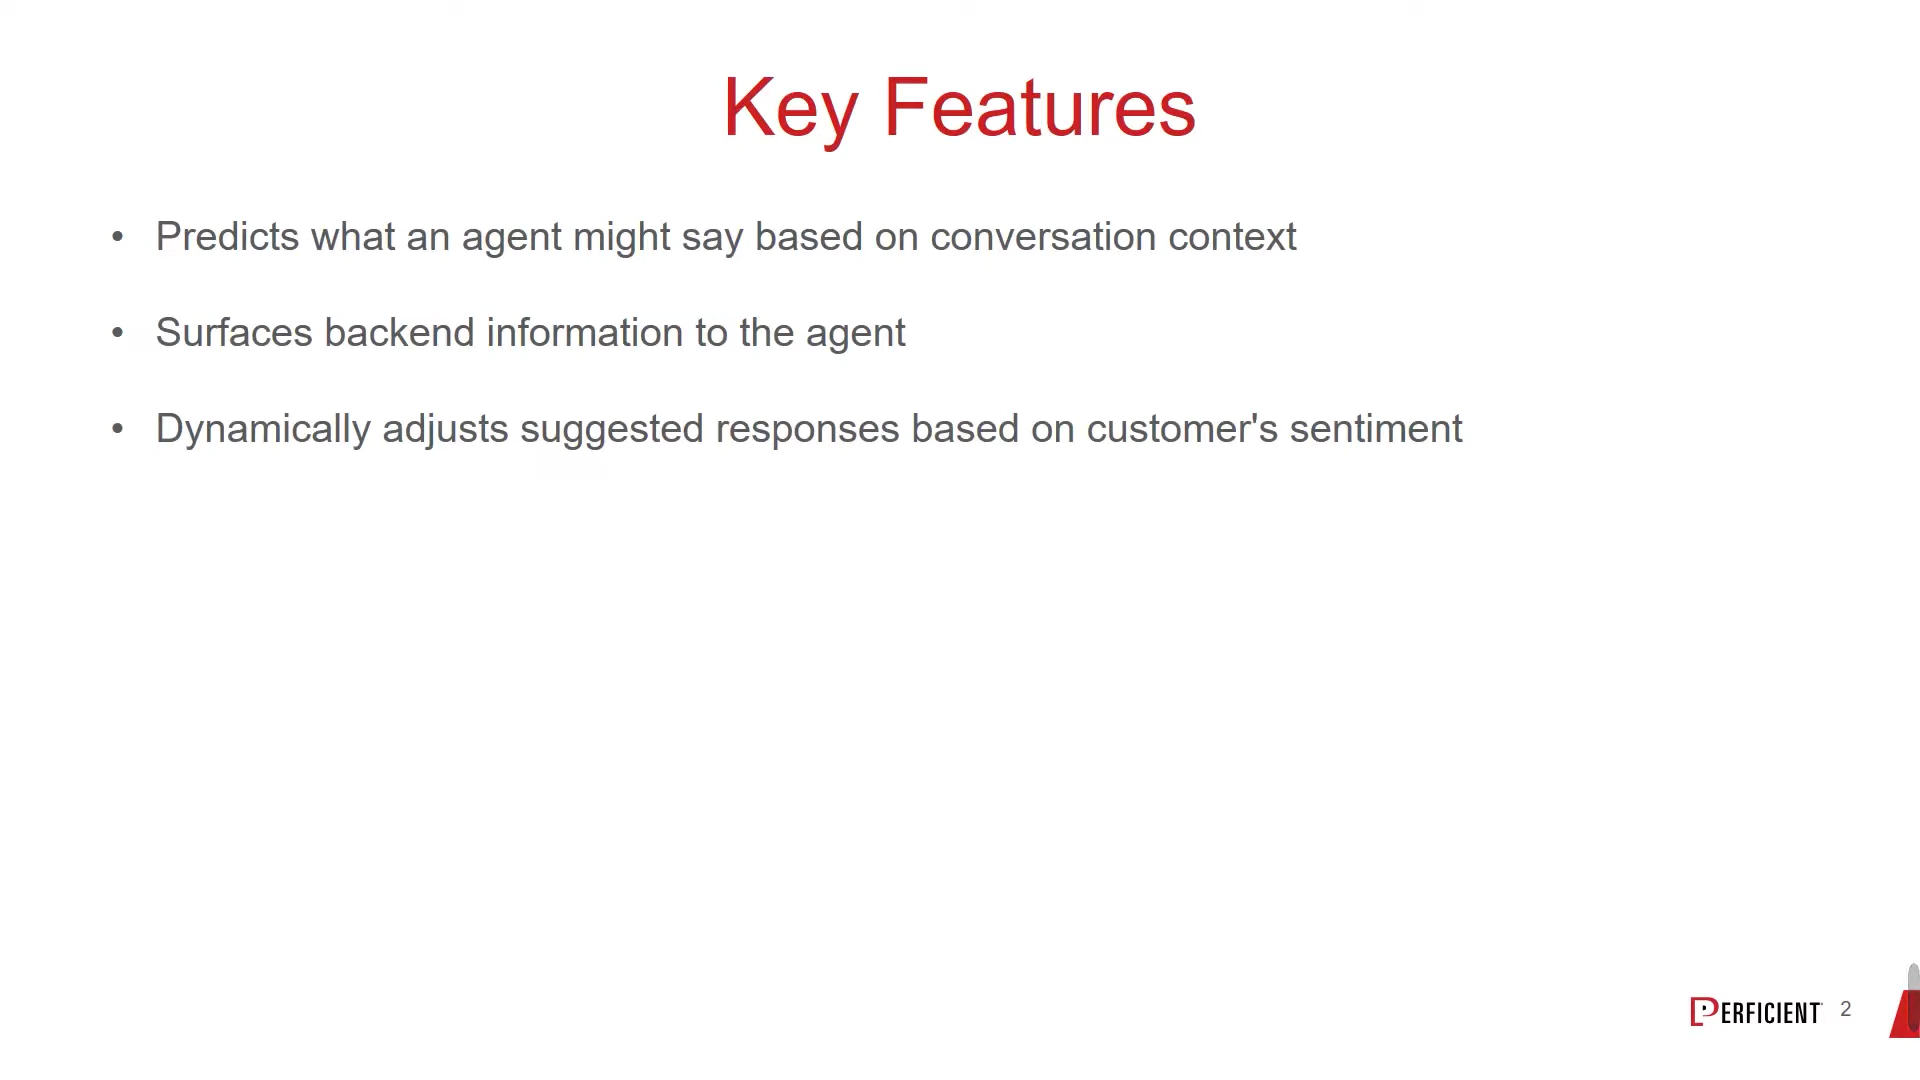 Key Features
• Predicts what an agent might say based on conversation context
• Surfaces backend information to the agent
• Dynamically adjusts suggested responses based on customer's sentiment
PERFICIENT 2